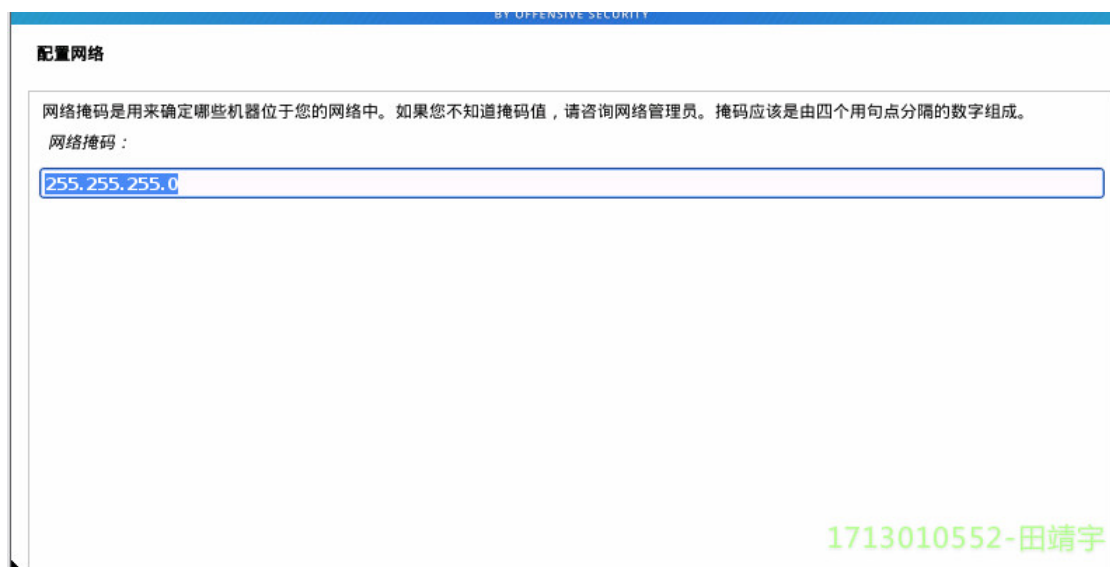 BY OFFENSIVE SECURITY
配置网络
网络掩码是用来确定哪些机器位于您的网络中。如果您不知道掩码值，请咨询网络管理员。掩码应该是由四个用句点分隔的数字组成。
网络掩码：
255.255.255.0
1713010552-田靖宇